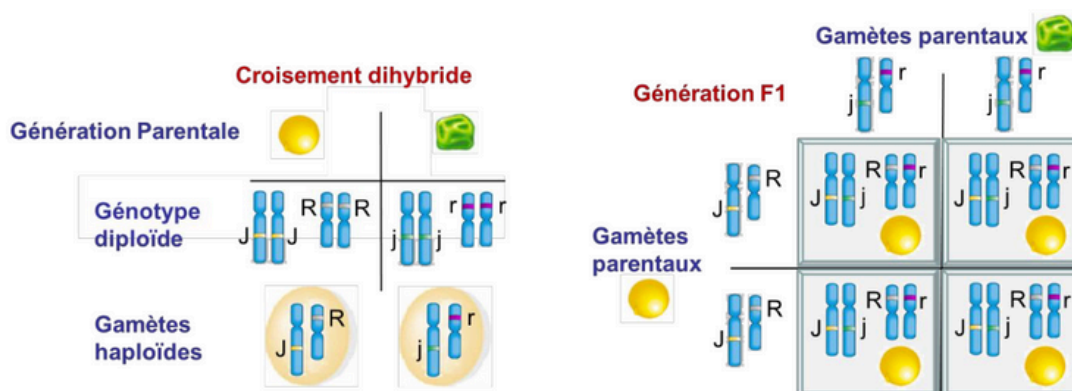 Croisement dihybride
Génération Parentale
Génotype
diploïde
J J R R j j r r
Gamètes
haploïdes
J R j r
Gamètes parentaux
Génération F1
j r j r
Gamètes
parentaux
J R
J j R r
J j R r
J R
J j R r
J j R r